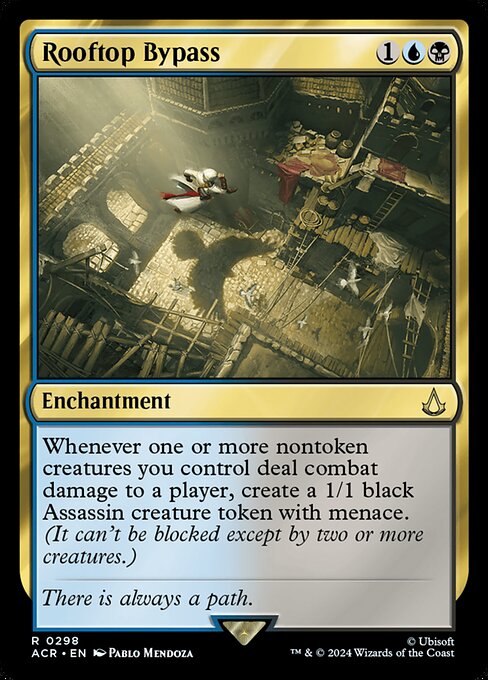 Rooftop Bypass 1
Enchantment
Whenever one or more nontoken
creatures you control deal combat
damage to a player, create a 1/1 black
Assassin creature token with menace.
(It can't be blocked except by two or more
creatures.)
There is always a path.
R 0298
ACR • EN Pablo Mendoza
© Ubisoft
™ & © 2024 Wizards of the Coast